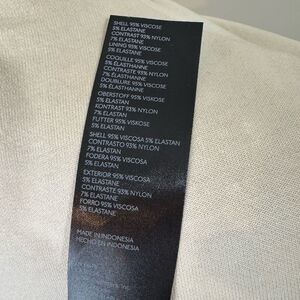 SHELL 95% VISCOSE
5% ELASTANE
CONTRAST 93% NYLON
7% ELASTANE
LINING 95% VISCOSE
5% ELASTANE
COQUILLE 95% VISCOSE
5% ÉLASTHANNE
CONTRASTE 93% NYLON
7% ÉLASTHANNE
DOUBLURE 95% VISCOSE
5% ÉLASTHANNE
OBERSTOFF 95% VISKOSE
5% ELASTAN
KONTRAST 93% NYLON
7% ELASTAN
FUTTER 95% VISKOSE
5% ELASTAN
SHELL 95% VISCOSA 5% ELASTAN
CONTRASTO 93% NYLON
7% ELASTAN
FODERA 95% VISCOSA
5% ELASTAN
EXTERIOR 95% VISCOSA
5% ELASTANE
CONTRASTE 93% NYLON
7% ELASTANE
FORRO 95% VISCOSA
5% ELASTANE
MADE IN INDONESIA
HECHO EN INDONESIA